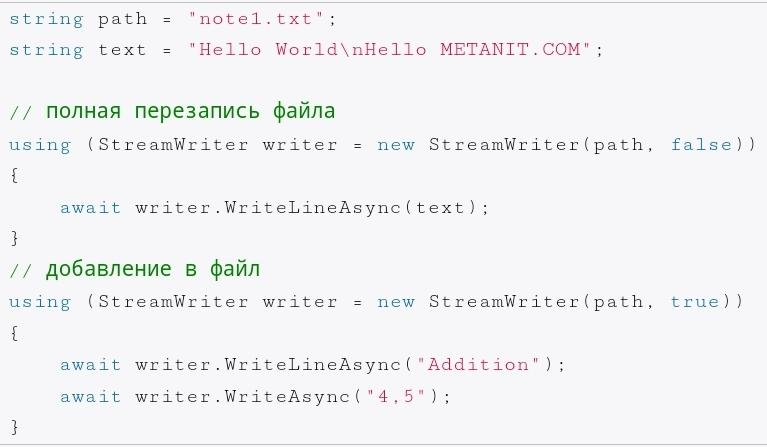 string path = "note1.txt";
string text = "Hello World\nHello METANIT.COM";

// полная перезапись файла
using (StreamWriter writer = new StreamWriter(path, false))
{
    await writer.WriteLineAsync(text);
}
// добавление в файл
using (StreamWriter writer = new StreamWriter(path, true))
{
    await writer.WriteLineAsync("Addition");
    await writer.WriteAsync("4,5");
}